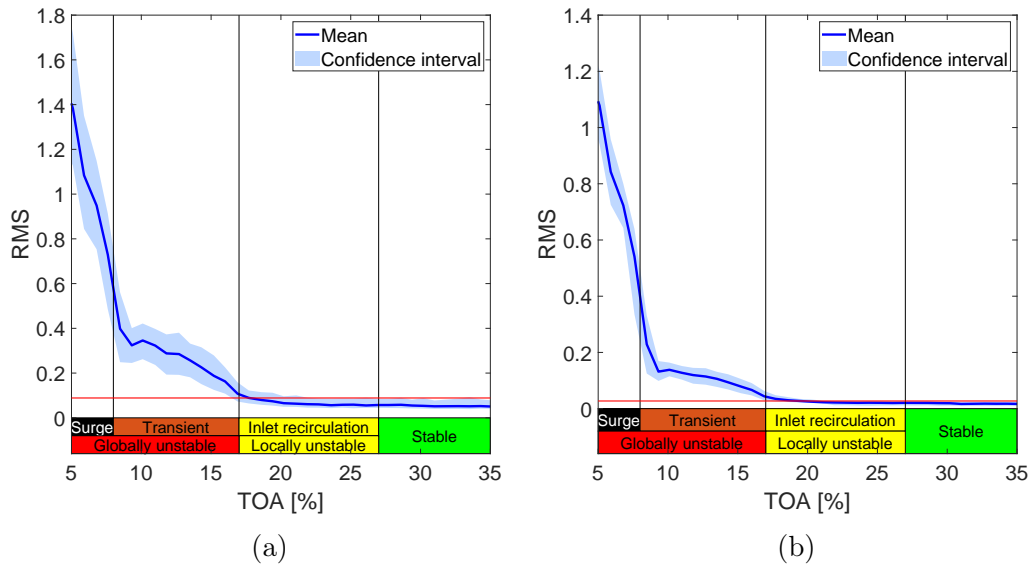 1.8
1.6
1.4
1.2
1
0.8
0.6
0.4
0.2
0
RMS
Mean
Confidence interval
Surge Transient Inlet recirculation Stable
Globally unstable Locally unstable
5 10 15 20 25 30 35
TOA [%]
(a)
1.4
1.2
1
0.8
0.6
0.4
0.2
0
RMS
Mean
Confidence interval
Surge Transient Inlet recirculation Stable
Globally unstable Locally unstable
5 10 15 20 25 30 35
TOA [%]
(b)